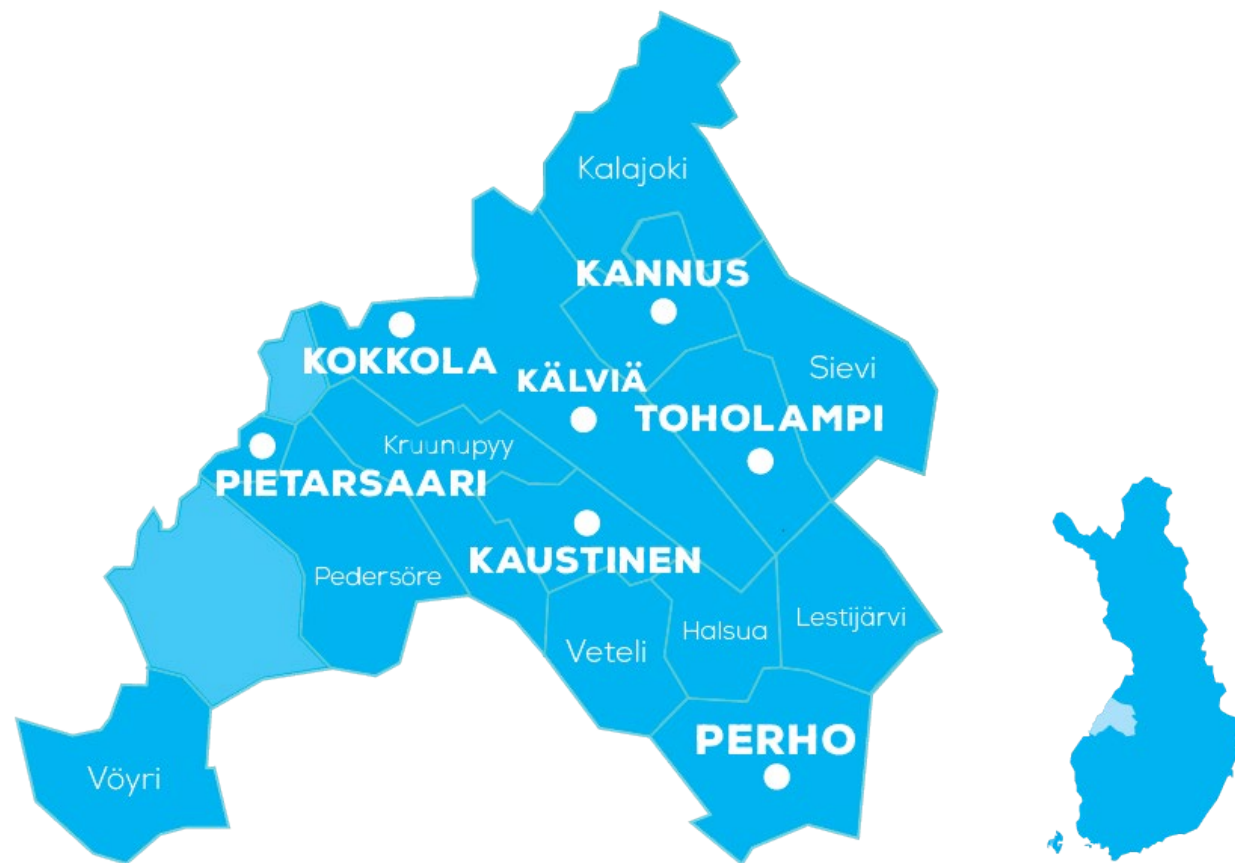 Kalajoki
KANNUS
KOKKOLA
Sievi
KÄLVIÄ
TOHOLAMPI
Kruunupyy
PIETARSAARI
KAUSTINEN
Pedersöre
Lestijärvi
Halsua
Veteli
PERHO
Vöyri